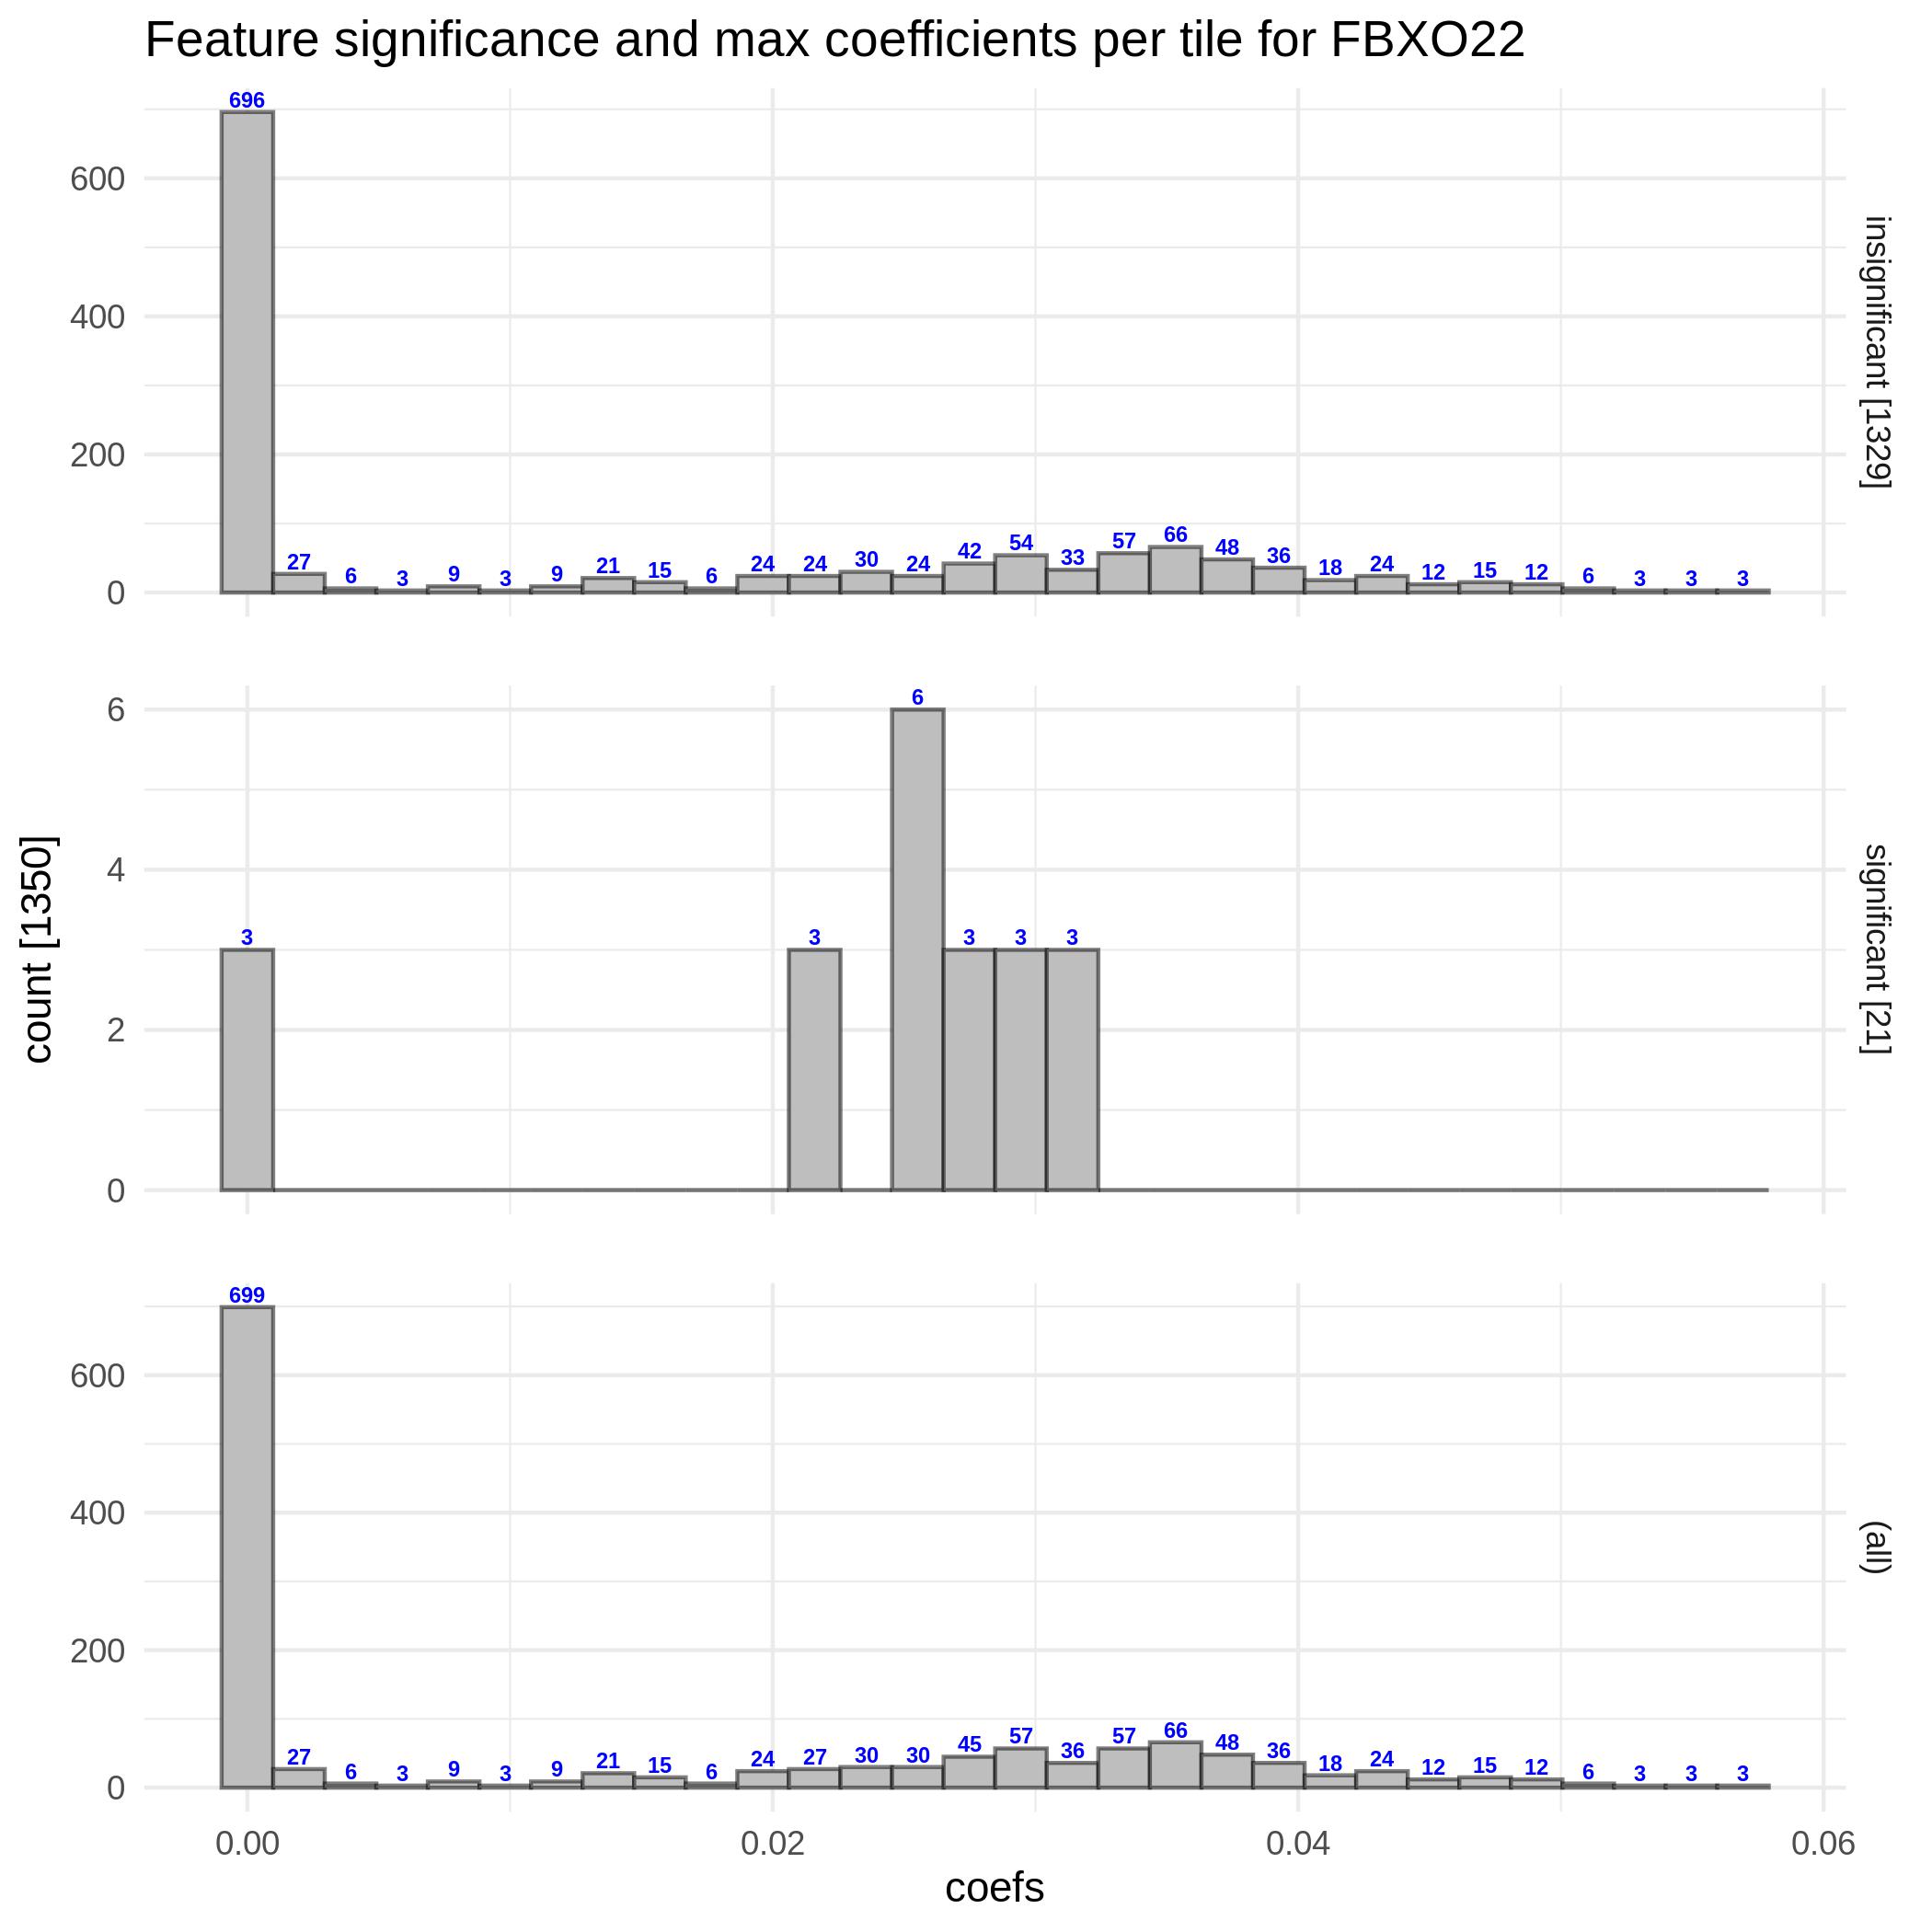 Feature significance and max coefficients per tile for FBXO22
696
600
400
200
0
27 6 3 9 3 9 21 15 6 24 24 30 24 42 54 33 57 66 48 36 18 24 12 15 12 6 3 3 3
insignificant [1329]
count [1350]
6
4
2
0
3 3 6 3 3 3
significant [21]
699
600
400
200
0
27 6 3 9 3 9 21 15 6 24 27 30 30 45 57 36 57 66 48 36 18 24 12 15 12 6 3 3 3
(all)
0.00 0.02 0.04 0.06
coefs